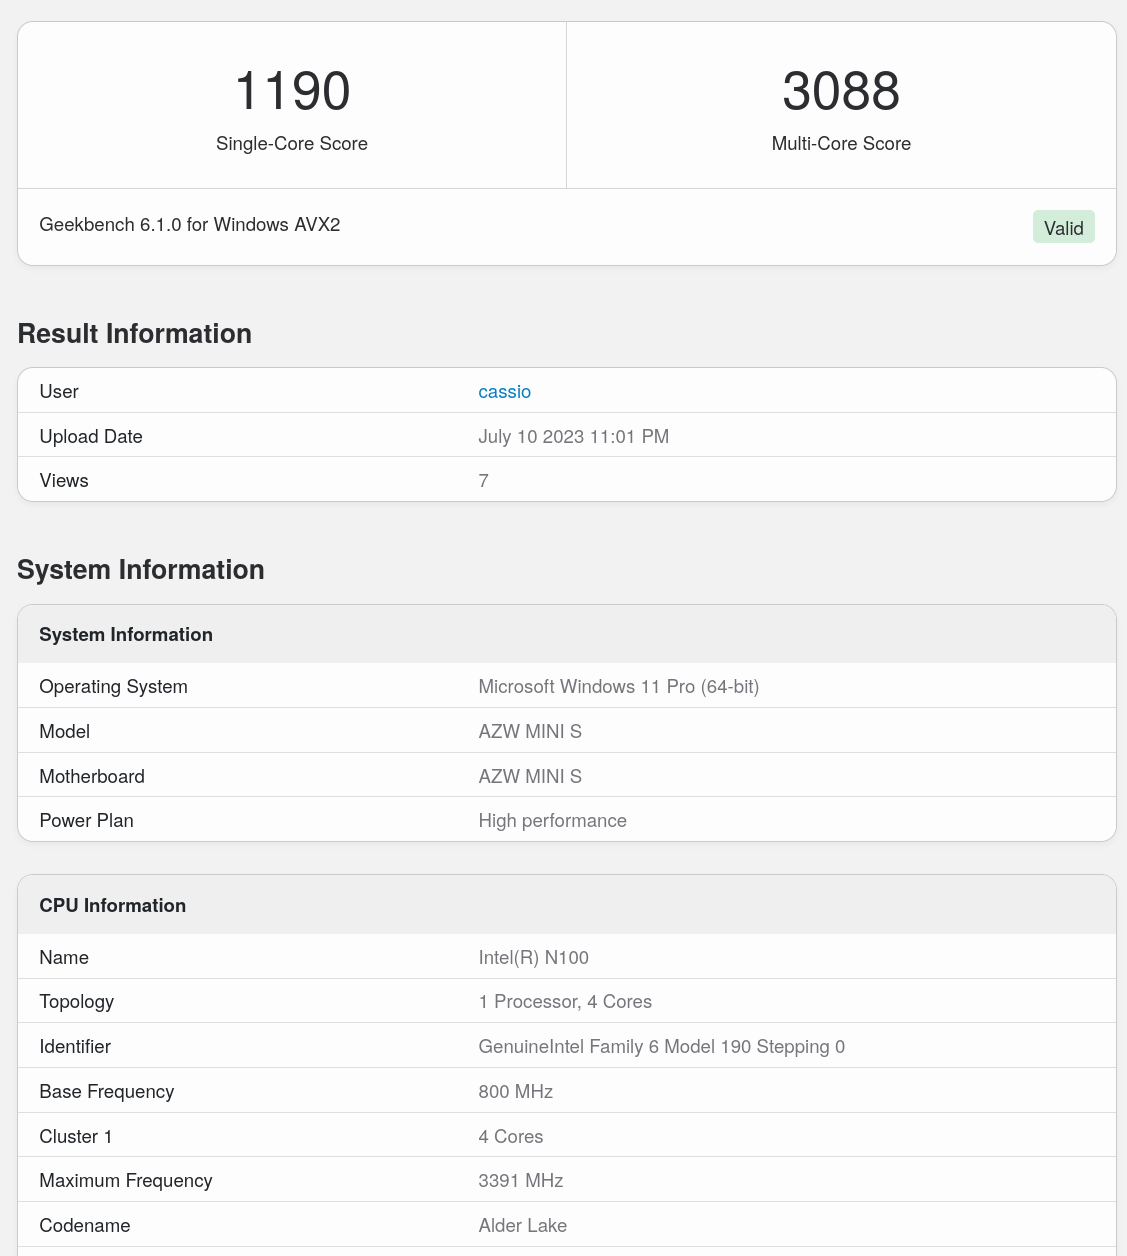 1190
Single-Core Score
3088
Multi-Core Score
Geekbench 6.1.0 for Windows AVX2
Valid
Result Information
User cassio
Upload Date July 10 2023 11:01 PM
Views 7
System Information
System Information
Operating System Microsoft Windows 11 Pro (64-bit)
Model AZW MINI S
Motherboard AZW MINI S
Power Plan High performance
CPU Information
Name Intel(R) N100
Topology 1 Processor, 4 Cores
Identifier GenuineIntel Family 6 Model 190 Stepping 0
Base Frequency 800 MHz
Cluster 1 4 Cores
Maximum Frequency 3391 MHz
Codename Alder Lake